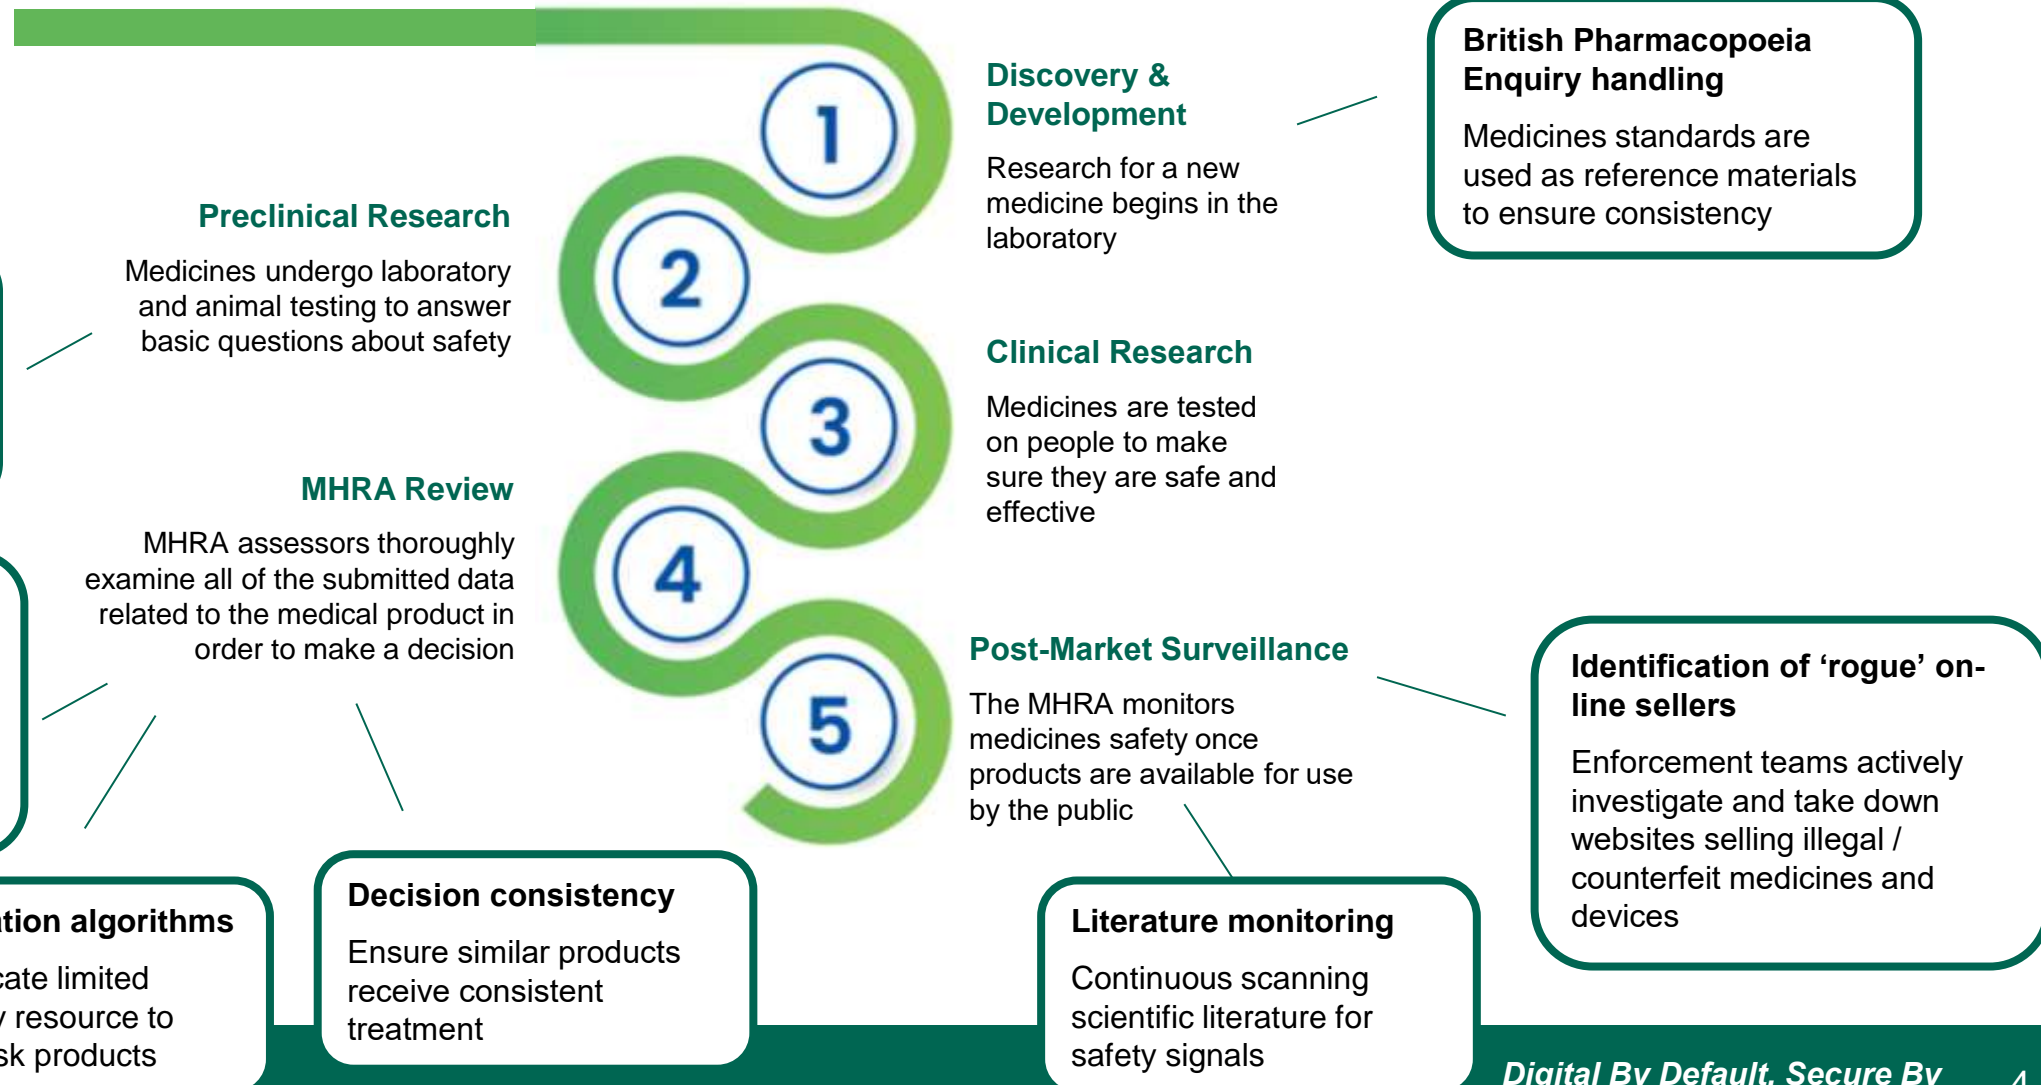 1
Discovery &
Development
Research for a new
medicine begins in the
laboratory
British Pharmacopoeia
Enquiry handling
Medicines standards are
used as reference materials
to ensure consistency
Preclinical Research
Medicines undergo laboratory
and animal testing to answer
basic questions about safety
2
3
Clinical Research
Medicines are tested
on people to make
sure they are safe and
effective
MHRA Review
MHRA assessors thoroughly
examine all of the submitted data
related to the medical product in
order to make a decision
4
5
Post-Market Surveillance
The MHRA monitors
medicines safety once
products are available for use
by the public
Identification of ‘rogue’ on-
line sellers
Enforcement teams actively
investigate and take down
websites selling illegal /
counterfeit medicines and
devices
algorithms
limited
resource to
products
Decision consistency
Ensure similar products
receive consistent
treatment
Literature monitoring
Continuous scanning
scientific literature for
safety signals
Digital By Default, Secure By